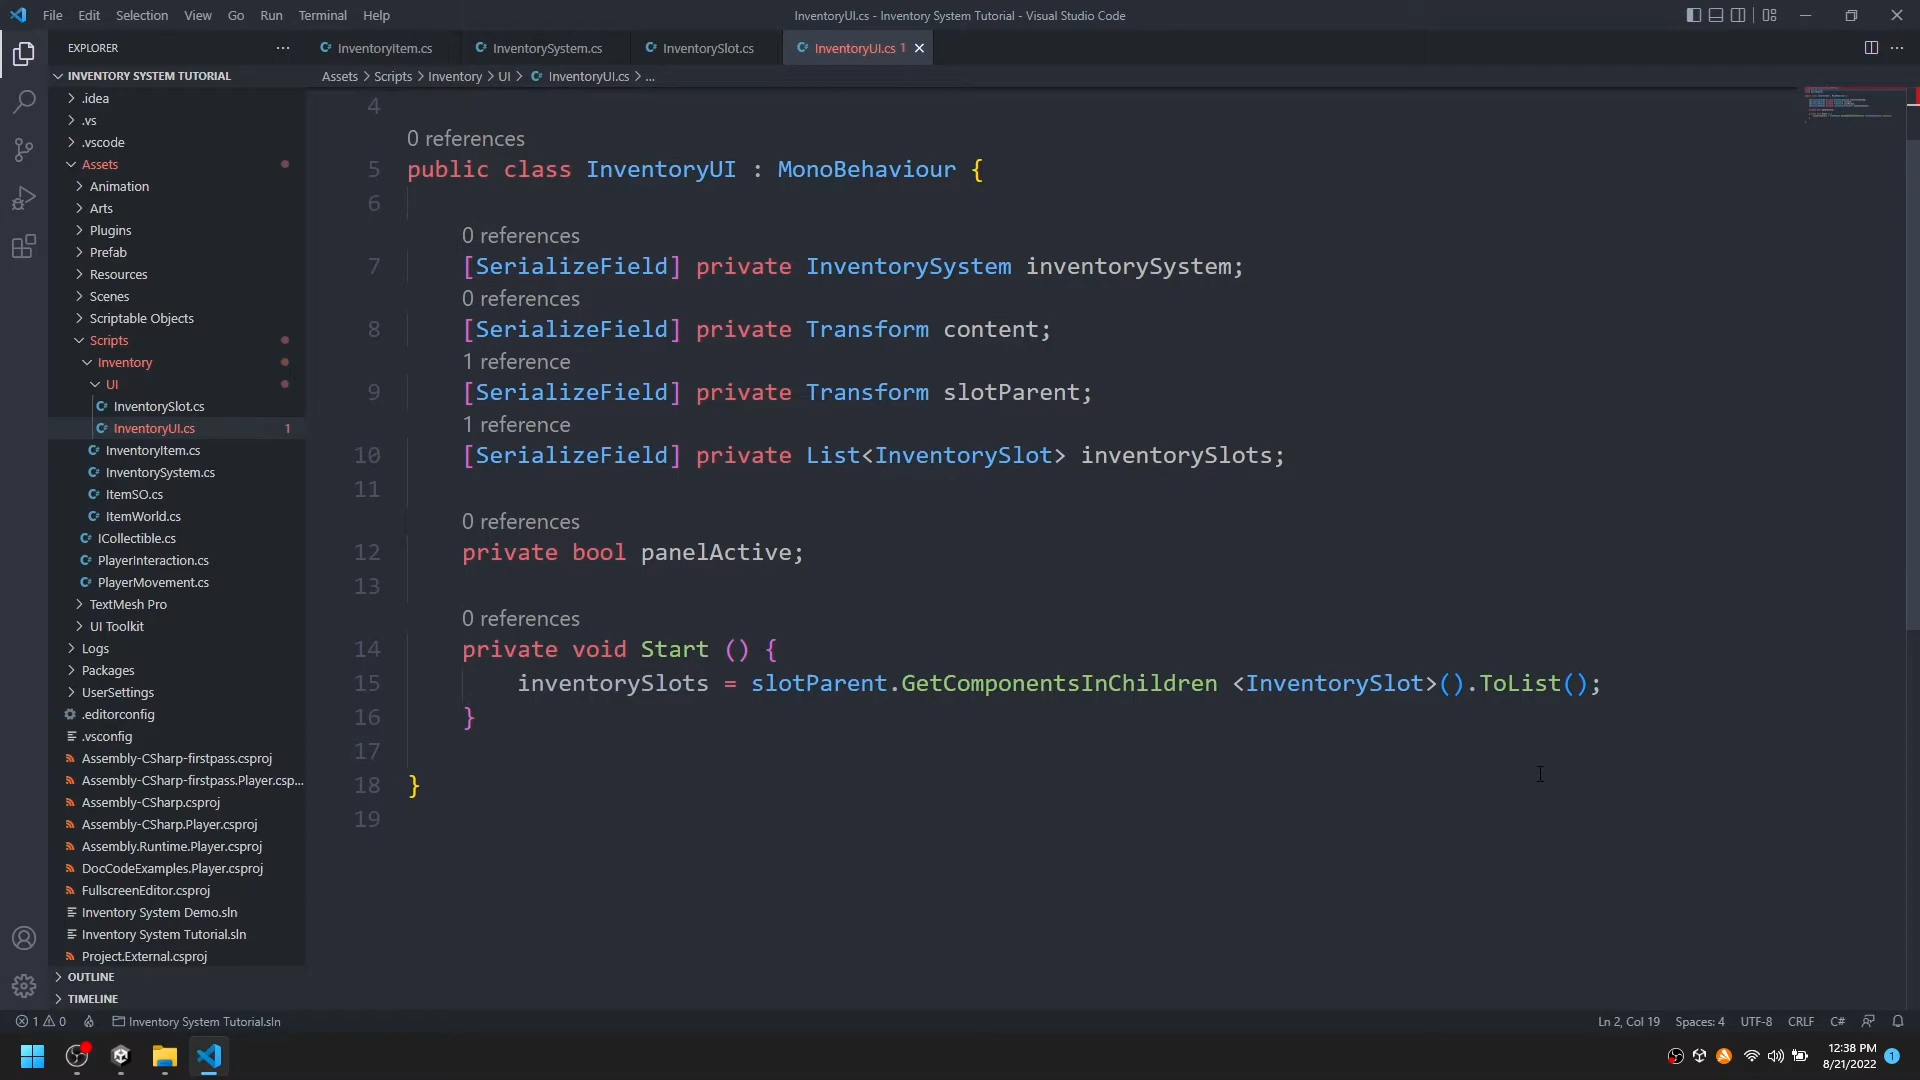 File Edit Selection View Go Run Terminal Help
InventoryUI.cs - Inventory System Tutorial - Visual Studio Code
EXPLORER
INVENTORY SYSTEM TUTORIAL
.idea
.vs
.vscode
Assets
Animation
Arts
Plugins
Prefab
Resources
Scenes
Scriptable Objects
Scripts
Inventory
UI
InventorySlot.cs
InventoryUI.cs 1
InventoryItem.cs
InventorySystem.cs
ItemSO.cs
ItemWorld.cs
ICollectible.cs
PlayerInteraction.cs
PlayerMovement.cs
TextMesh Pro
UI Toolkit
Logs
Packages
UserSettings
.editorconfig
.vsconfig
Assembly-CSharp-firstpass.csproj
Assembly-CSharp-firstpass.Player.csp...
Assembly-CSharp.csproj
Assembly-CSharp.Player.csproj
Assembly.Runtime.Player.csproj
DocCodeExamples.Player.csproj
FullscreenEditor.csproj
Inventory System Demo.sln
Inventory System Tutorial.sln
Project.External.csproj
OUTLINE
TIMELINE
InventoryItem.cs InventorySystem.cs InventorySlot.cs InventoryUI.cs 1
Assets > Scripts > Inventory > UI > InventoryUI.cs > ...
4
0 references
5 public class InventoryUI : MonoBehaviour {
6
0 references
7 [SerializeField] private InventorySystem inventorySystem;
0 references
8 [SerializeField] private Transform content;
1 reference
9 [SerializeField] private Transform slotParent;
1 reference
10 [SerializeField] private List<InventorySlot> inventorySlots;
11
0 references
12 private bool panelActive;
13
0 references
14 private void Start () {
15 inventorySlots = slotParent.GetComponentsInChildren <InventorySlot>().ToList();
16 }
17
18 }
19
1 0 Inventory System Tutorial.sln
Ln 2, Col 19 Spaces: 4 UTF-8 CRLF C#
12:38 PM
8/21/2022 1